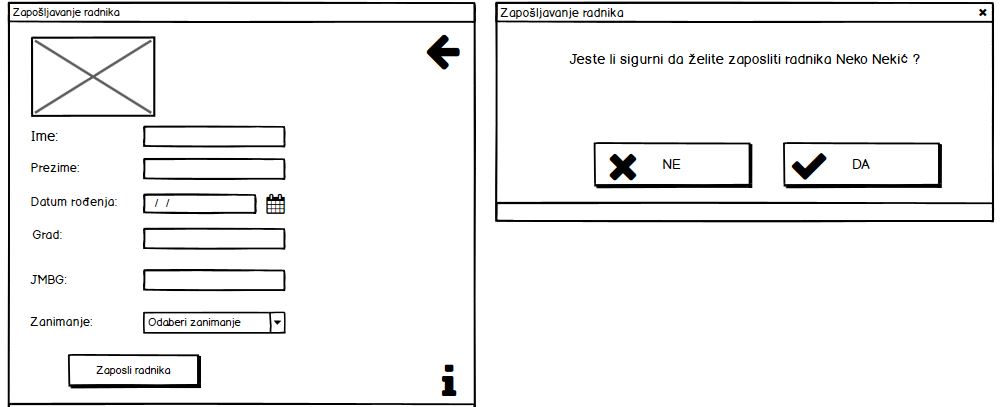 Zapošljavanje radnika
Ime:
Prezime:
Datum rođenja: / /
Grad:
JMBG:
Zanimanje: Odaberi zanimanje
Zaposli radnika
Zapošljavanje radnika
Jeste li sigurni da želite zaposliti radnika Neko Nekić ?
NE DA